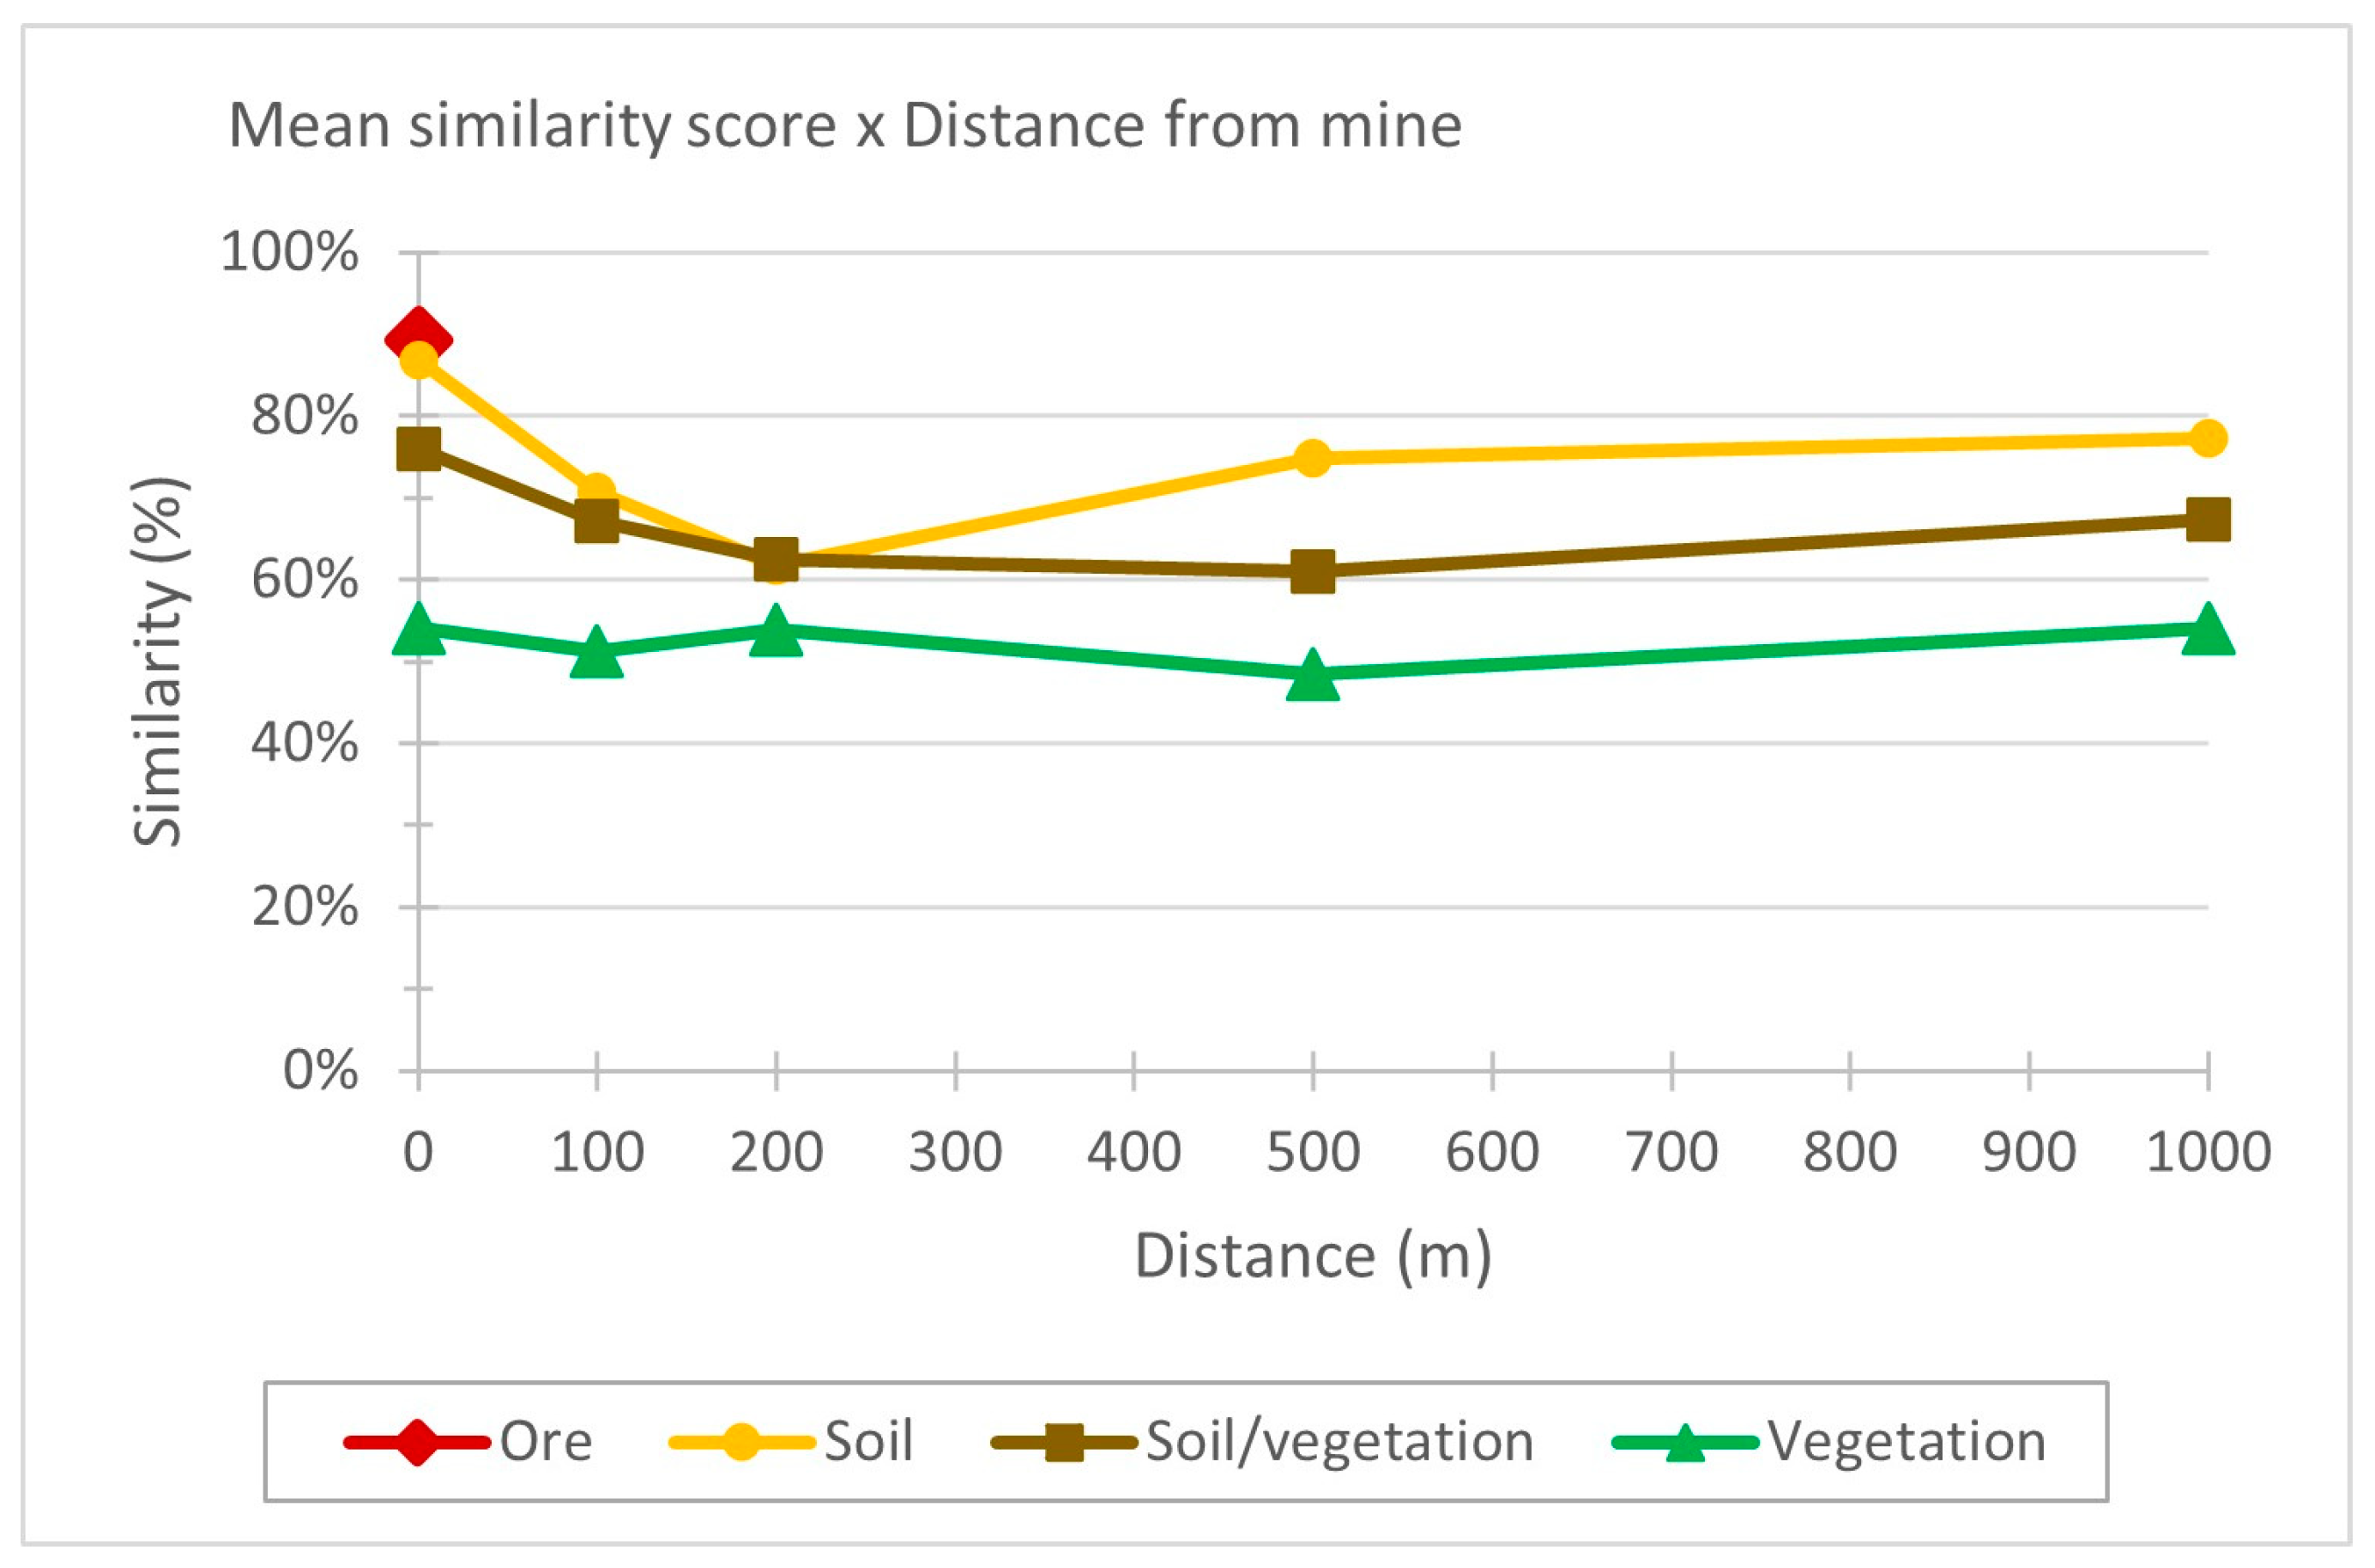 Mean similarity score x Distance from mine
100%
80%
60%
40%
20%
0%
Similarity (%)
0 100 200 300 400 500 600 700 800 900 1000
Distance (m)
Ore Soil Soil/vegetation Vegetation